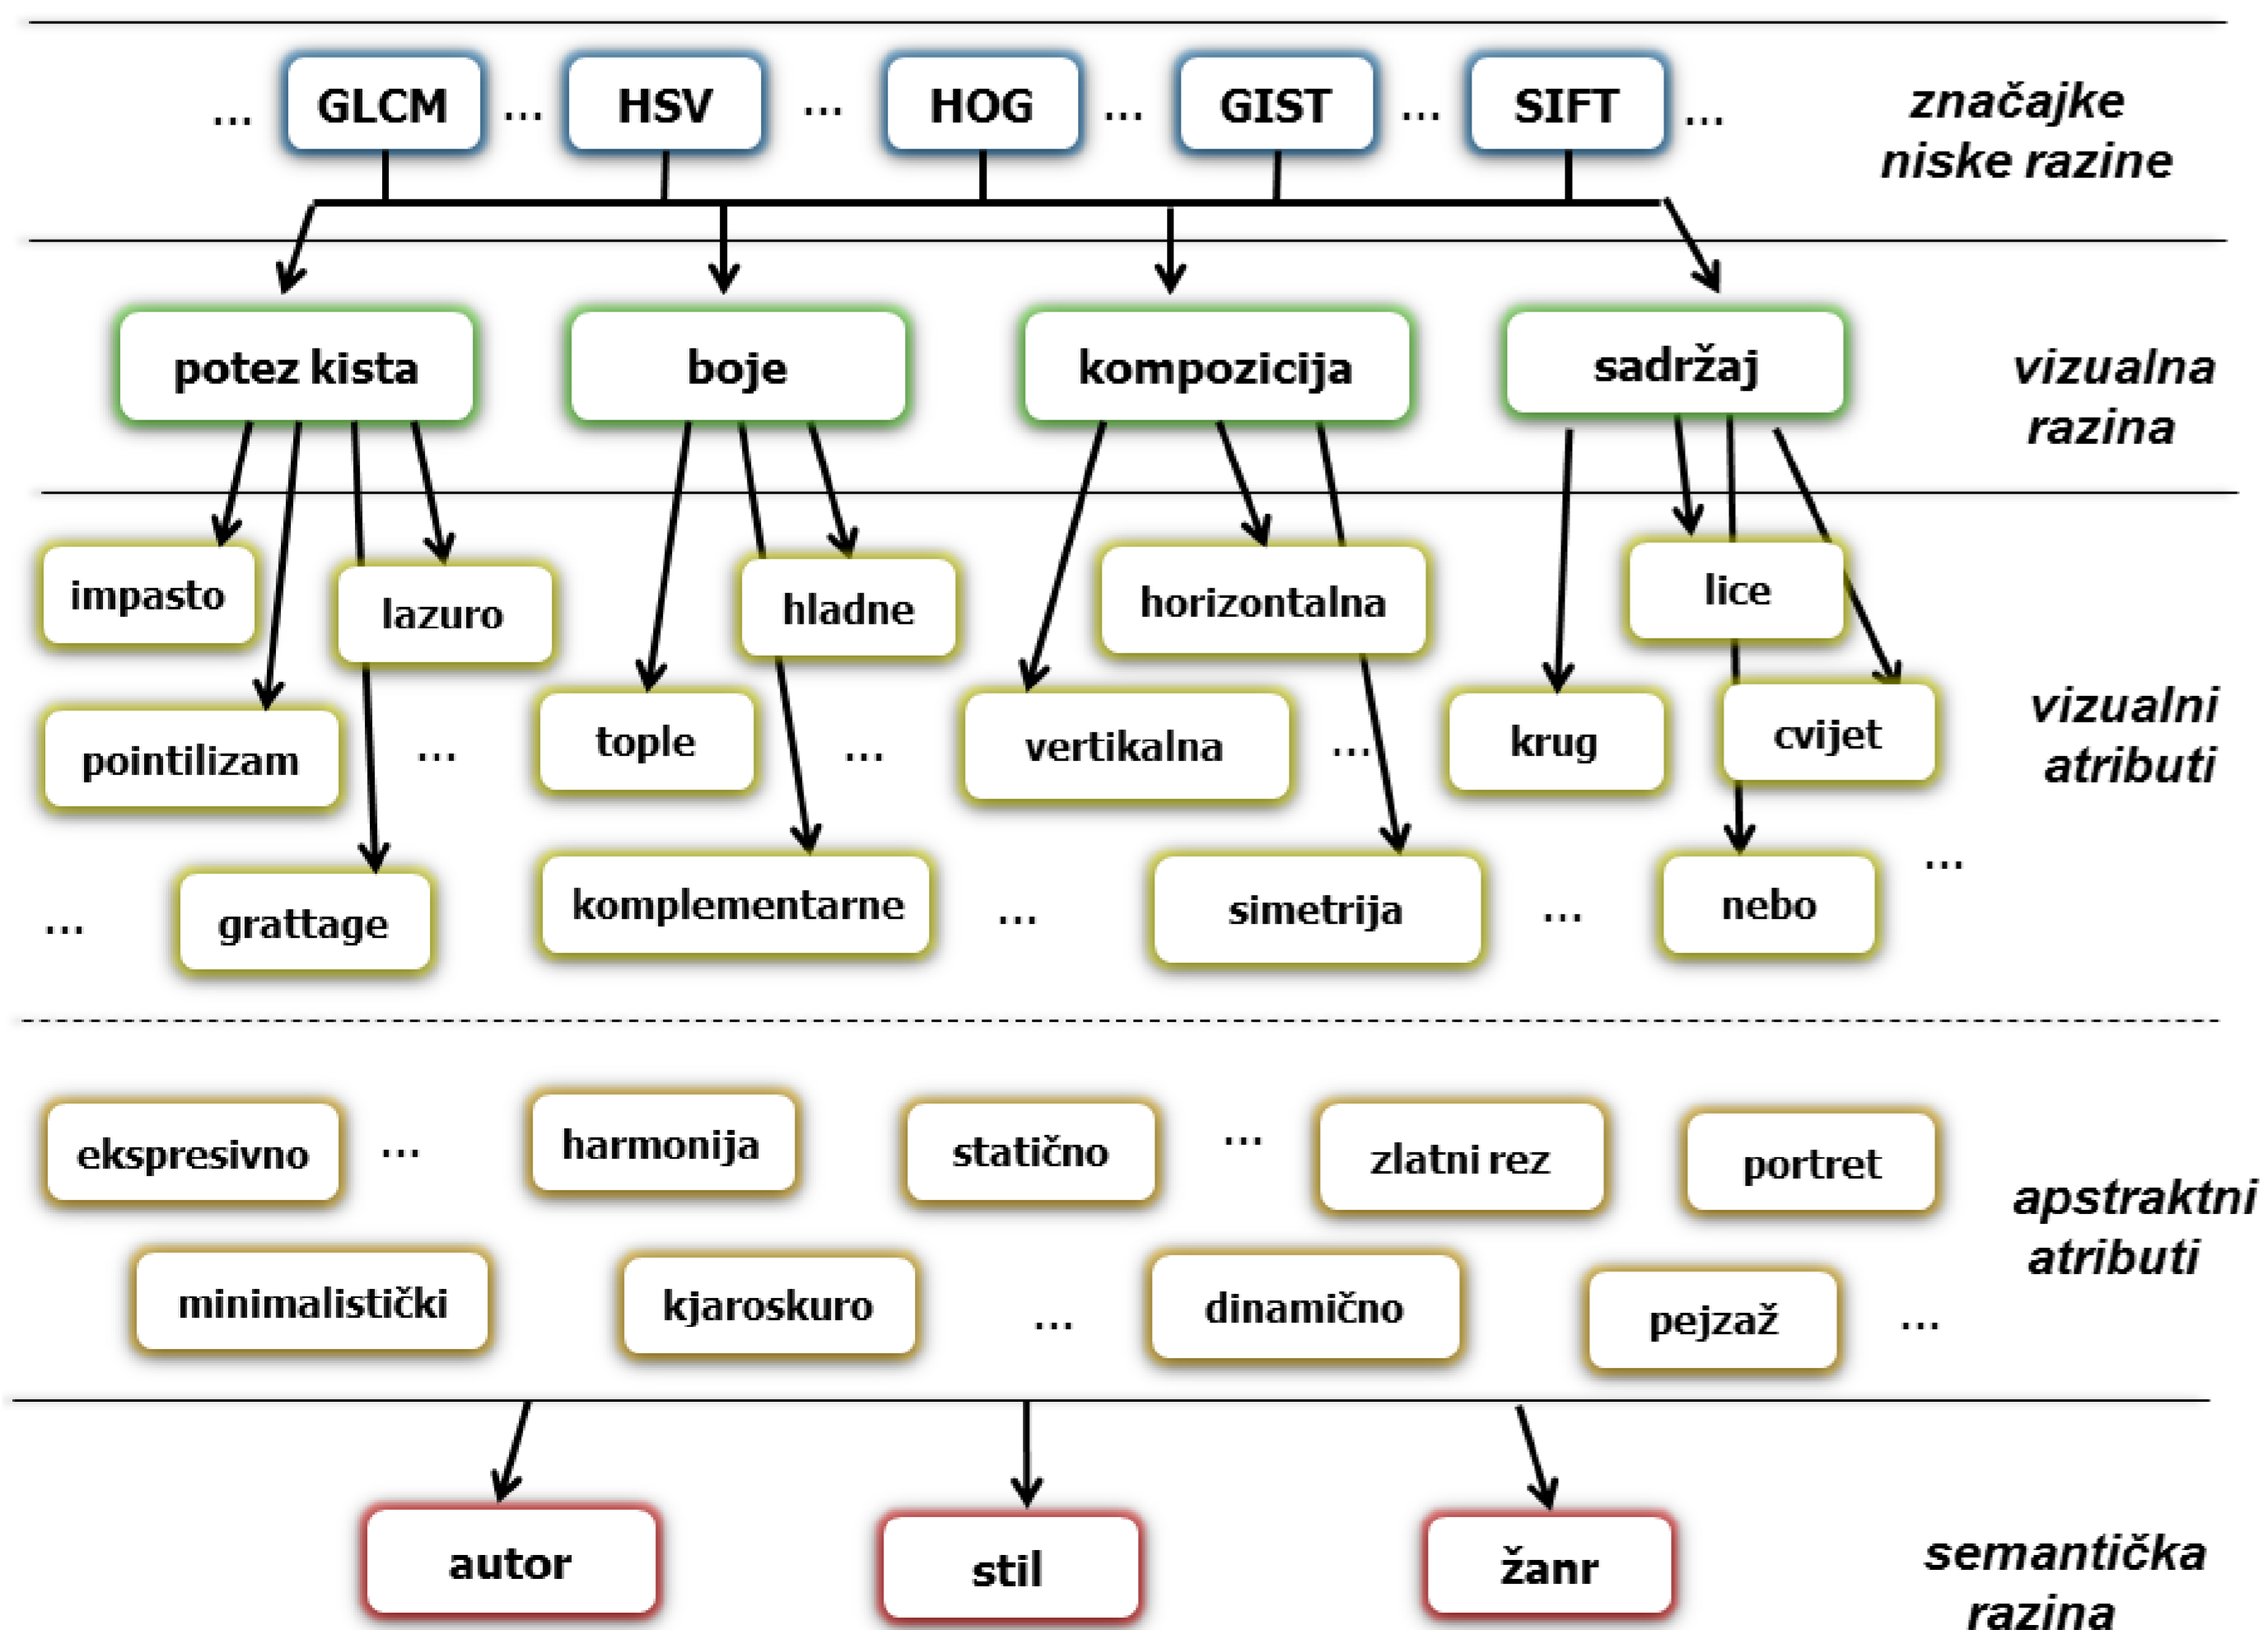 ... GLCM ... HSV ... HOG ... GIST ... SIFT ...
značajke
niske razine
potez kista boje kompozicija sadržaj
vizualna
razina
impasto lazuro hladne horizontalna lice
pointilizam ... tople ... vertikalna ... krug cvijet
vizualni
atributi
... grattage komplementarne ... simetrija ... nebo ...
ekspresivno ... harmonija statično ... zlatni rez portret
apstraktni
atributi
minimalistički kjaroskuro ... dinamično pejzaž ...
autor stil žanr
semantička
razina